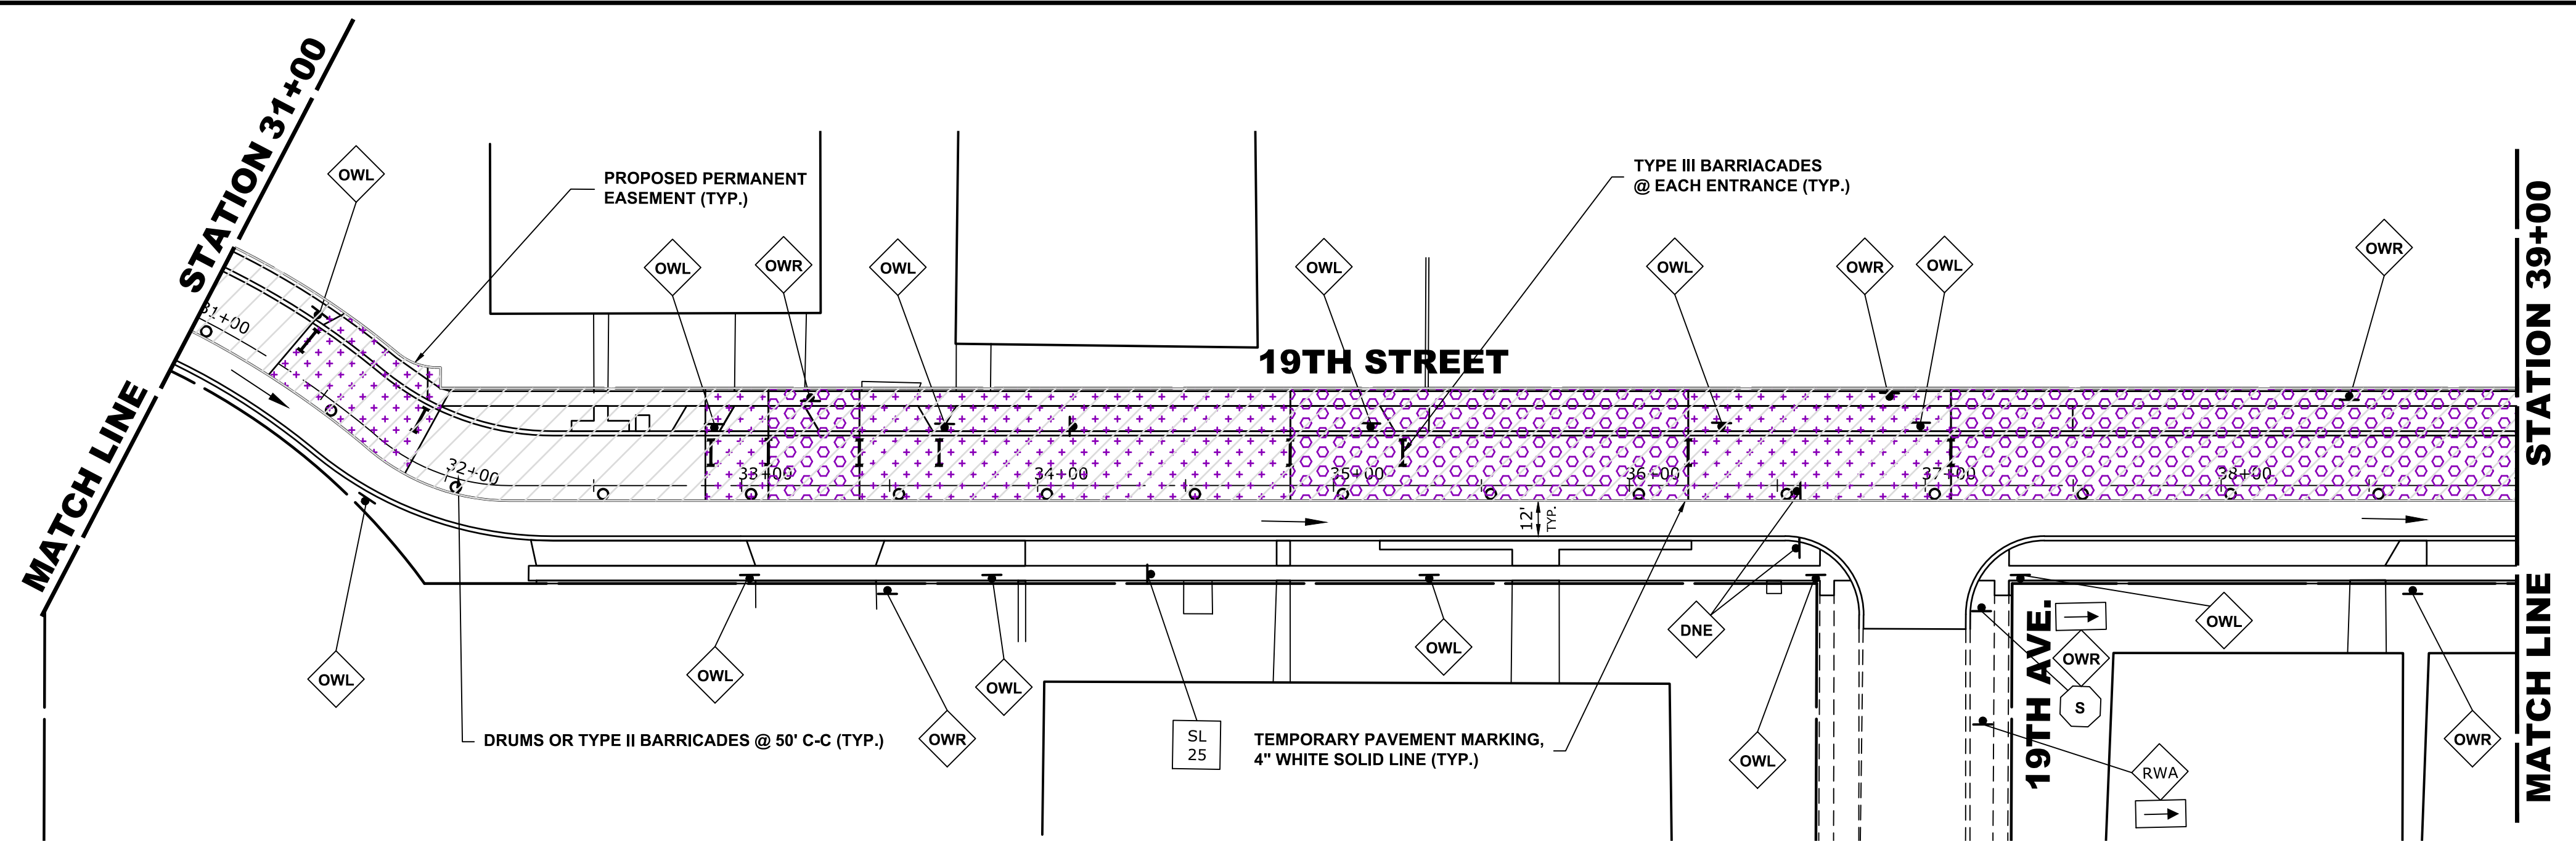 STATION 31+00
MATCH LINE
OWL
PROPOSED PERMANENT
EASEMENT (TYP.)
OWL
OWR
OWL
OWL
TYPE III BARRIACADES
@ EACH ENTRANCE (TYP.)
OWL
OWR
OWL
OWR
STATION 39+00
MATCH LINE
19TH STREET
31+00
32+00
33+00
34+00
35+00
36+00
37+00
38+00
12'
TYP.
OWL
DRUMS OR TYPE II BARRICADES @ 50' C-C (TYP.)
OWL
OWR
OWL
SL
25
TEMPORARY PAVEMENT MARKING,
4" WHITE SOLID LINE (TYP.)
OWL
DNE
OWL
19TH AVE.
OWR
S
RWA
OWL
OWR